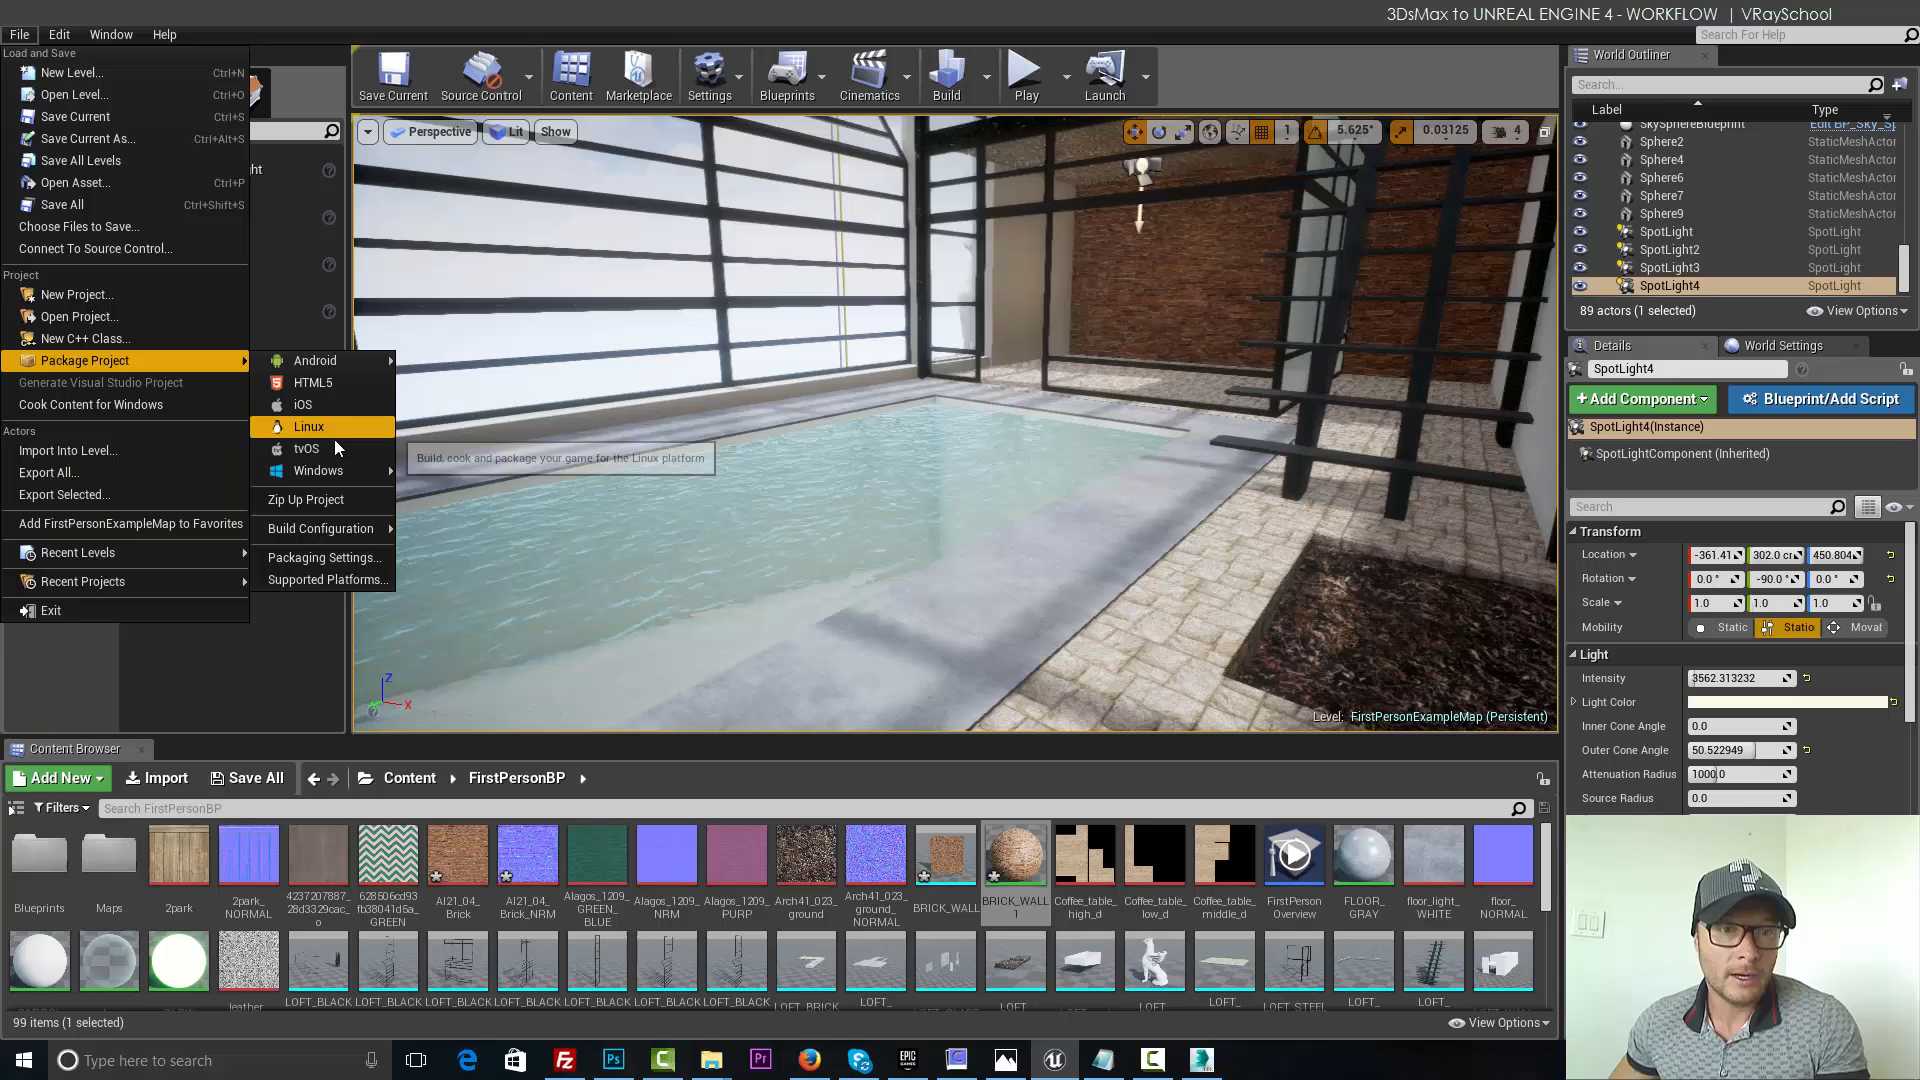 3DsMax to UNREAL ENGINE 4 - WORKFLOW | VRaySchool
File Edit Window Help
Search For Help
Load and Save
New Level... Ctrl+N
Open Level... Ctrl+O
Save Current Ctrl+S
Save Current As... Ctrl+Alt+S
Save All Levels
Open Asset... Ctrl+P
Save All Ctrl+Shift+S
Choose Files to Save...
Connect To Source Control...
Project
New Project...
Open Project...
New C++ Class...
Package Project
Generate Visual Studio Project
Cook Content for Windows
Actors
Import Into Level...
Export All...
Export Selected...
Add FirstPersonExampleMap to Favorites
Recent Levels
Recent Projects
Exit
Android
HTML5
iOS
Linux
tvOS
Windows
Zip Up Project
Build Configuration
Packaging Settings...
Supported Platforms...
Build, cook and package your game for the Linux platform
ht
Save Current Source Control Content Marketplace Settings Blueprints Cinematics Build Play Launch
Perspective Lit Show
1 5.625° 0.03125 4
Z
X
Level: FirstPersonExampleMap (Persistent)
World Outliner
Search...
Label Type
SkySphereBlueprint Edit BP_Sky_Sp
Sphere2 StaticMeshActor
Sphere4 StaticMeshActor
Sphere6 StaticMeshActor
Sphere7 StaticMeshActor
Sphere9 StaticMeshActor
SpotLight SpotLight
SpotLight2 SpotLight
SpotLight3 SpotLight
SpotLight4 SpotLight
89 actors (1 selected) View Options
Details World Settings
SpotLight4
+Add Component Blueprint/Add Script
SpotLight4(Instance)
SpotLightComponent (Inherited)
Search
Transform
Location -361.41 302.0 cr 450.804
Rotation 0.0 ° -90.0 ° 0.0 °
Scale 1.0 1.0 1.0
Mobility Static Statio Movab
Light
Intensity 3562.313232
Light Color
Inner Cone Angle 0.0
Outer Cone Angle 50.522949
Attenuation Radius 1000.0
Source Radius 0.0
Content Browser
Add New Import Save All Content FirstPersonBP
Filters Search FirstPersonBP
Blueprints
Maps
2park
2park_
NORMAL
4237207887_
28d3329cac_
o
628506cd93
fb38041d5a_
GREEN
AI21_04_
Brick
AI21_04_
Brick_NRM
Alagos_1209_
GREEN_
BLUE
Alagos_1209_
NRM
Alagos_1209_
PURP
Arch41_023_
ground
Arch41_023_
ground_
NORMAL
BRICK_WALL
BRICK_WALL
1
Coffee_table_
high_d
Coffee_table_
low_d
Coffee_table_
middle_d
FirstPerson
Overview
FLOOR_
GRAY
floor_light_
WHITE
floor_
NORMAL
leather
LOFT_BLACK
LOFT_BLACK
LOFT_BLACK
LOFT_BLACK
LOFT_BLACK
LOFT_BLACK
LOFT_BLACK
LOFT_BRICK
LOFT_
LOFT_GLASS
LOFT
LOFT_
LOFT
LOFT_
LOFT_STEEL
LOFT_
LOFT_
99 items (1 selected) View Options
Type here to search